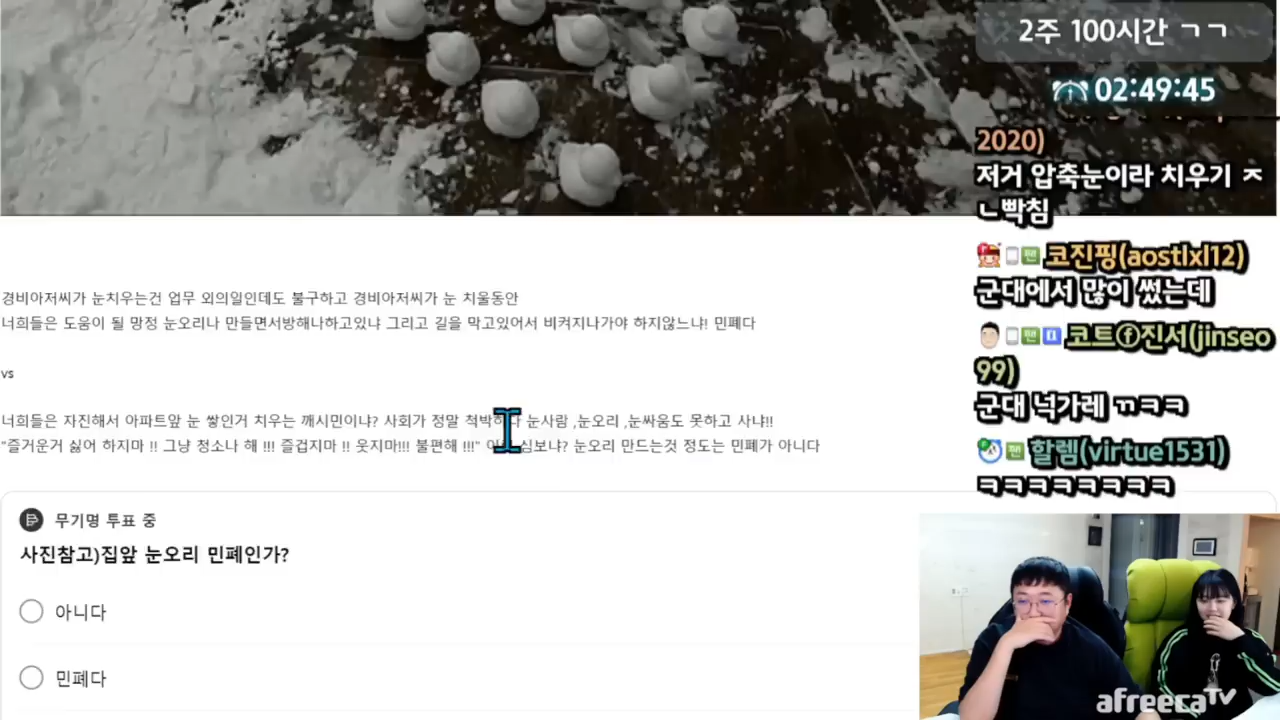 2주 100시간 ㄱㄱ
02:49:45
2020)
저거 압축눈이라 치우기 ㅈ
ㄴ빡침
코진핑(aostlxl12)
군대에서 많이 썼는데
코트ⓕ진서(jinseo
99)
군대 넉가레 ㄲㅋㅋ
할렘(virtue1531)
ㅋㅋㅋㅋㅋㅋㅋㅋ
경비아저씨가 눈치우는건 업무 외의일인데도 불구하고 경비아저씨가 눈 치울동안
너희들은 도움이 될 망정 눈오리나 만들면서방해나하고있냐 그리고 길을 막고있어서 비켜지나가야 하지않느냐! 민폐다
vs
너희들은 자진해서 아파트앞 눈 쌓인거 치우는 깨시민이냐? 사회가 정말 척박하다 눈사람 ,눈오리 ,눈싸움도 못하고 사냐!!
"즐거운거 싫어 하지마 !! 그냥 청소나 해 !!! 즐겁지마 !! 웃지마!!! 불편해 !!!" 심보냐? 눈오리 만드는것 정도는 민폐가 아니다
무기명 투표 중
사진참고)집앞 눈오리 민폐인가?
아니다
민폐다
afreecaTV